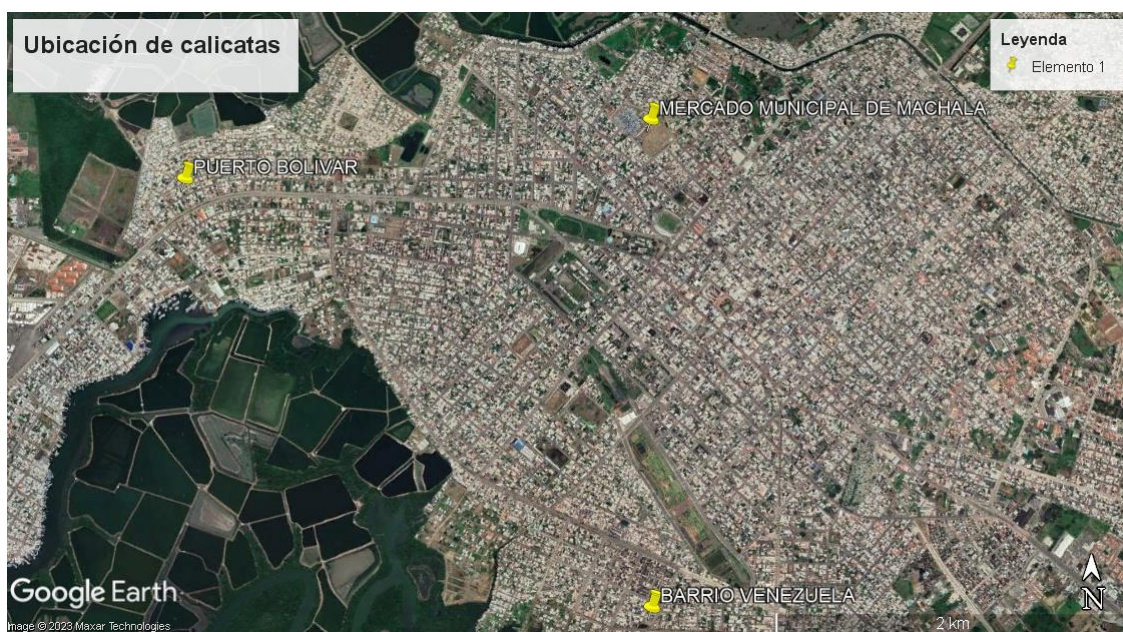 Ubicación de calicatas
Leyenda
Elemento 1
MERCADO MUNICIPAL DE MACHALA
PUERTO BOLIVAR
BARRIO VENEZUELA
Google Earth
N
Image © 2023 Maxar Technologies
2 km